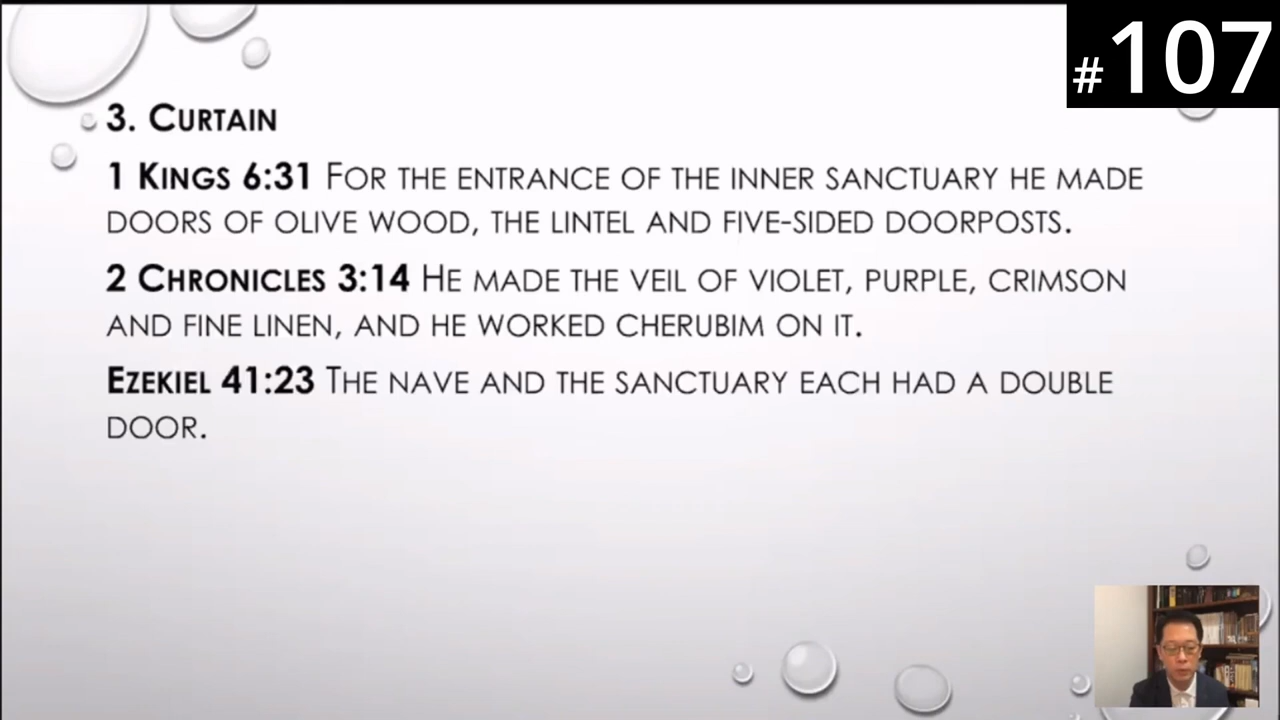 #107
3. Curtain
1 Kings 6:31 For the entrance of the inner sanctuary he made
doors of olive wood, the lintel and five-sided doorposts.
2 Chronicles 3:14 He made the veil of violet, purple, crimson
and fine linen, and he worked cherubim on it.
Ezekiel 41:23 The nave and the sanctuary each had a double
door.